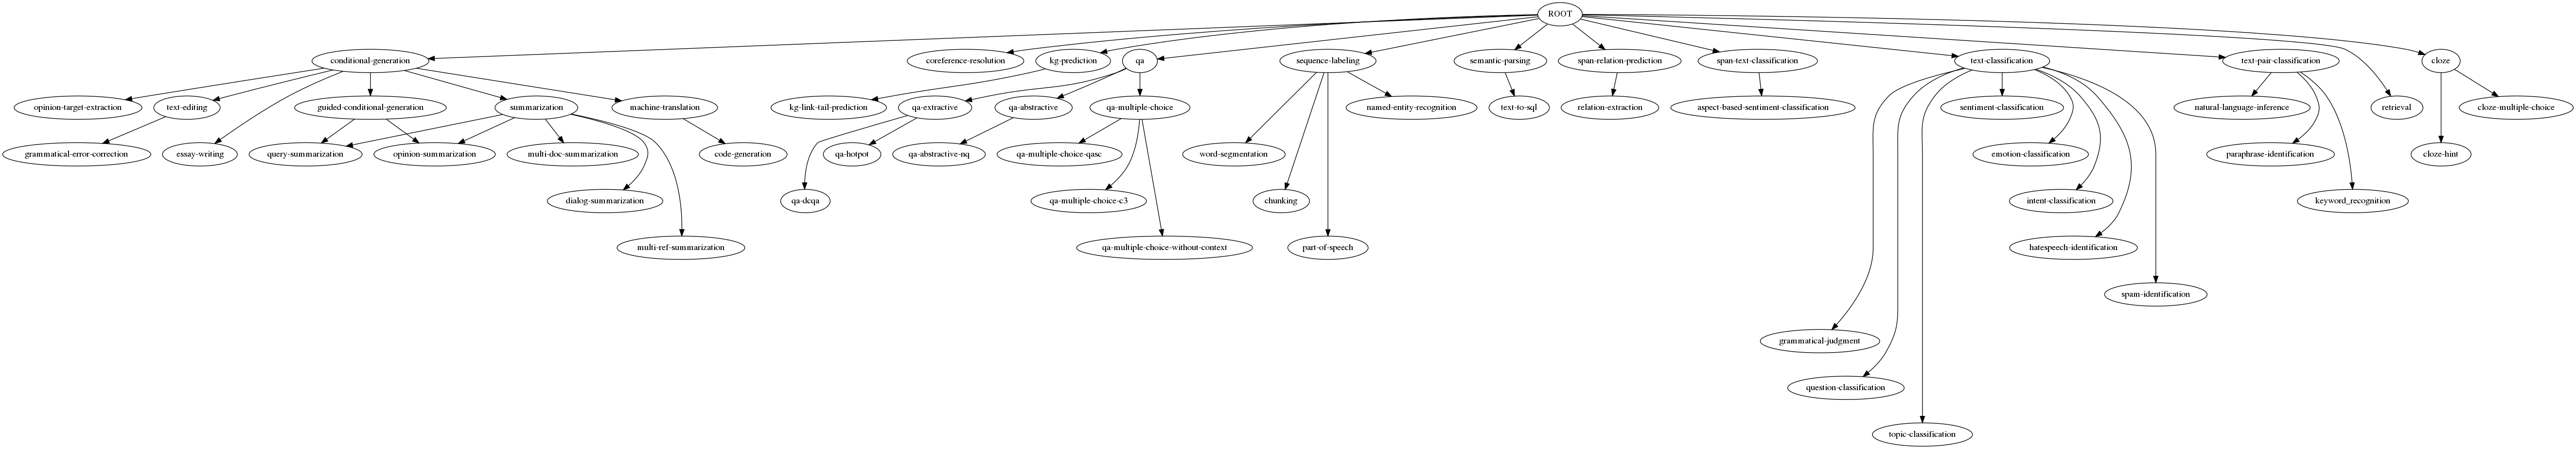 ROOT
conditional-generation
coreference-resolution
kg-prediction
qa
sequence-labeling
semantic-parsing
span-relation-prediction
span-text-classification
text-classification
text-pair-classification
cloze
opinion-target-extraction
text-editing
guided-conditional-generation
summarization
machine-translation
kg-link-tail-prediction
qa-extractive
qa-abstractive
qa-multiple-choice
named-entity-recognition
text-to-sql
relation-extraction
aspect-based-sentiment-classification
sentiment-classification
natural-language-inference
retrieval
cloze-multiple-choice
grammatical-error-correction
essay-writing
query-summarization
opinion-summarization
multi-doc-summarization
code-generation
qa-hotpot
qa-abstractive-nq
qa-multiple-choice-qasc
word-segmentation
emotion-classification
paraphrase-identification
cloze-hint
dialog-summarization
qa-dcqa
qa-multiple-choice-c3
chunking
intent-classification
keyword_recognition
multi-ref-summarization
qa-multiple-choice-without-context
part-of-speech
hatespeech-identification
spam-identification
grammatical-judgment
question-classification
topic-classification